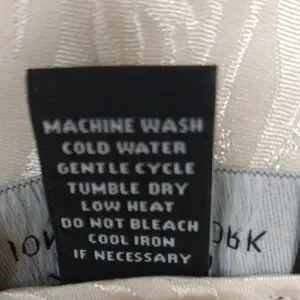 MACHINE WASH
COLD WATER
GENTLE CYCLE
TUMBLE DRY
LOW HEAT
DO NOT BLEACH
COOL IRON
IF NECESSARY